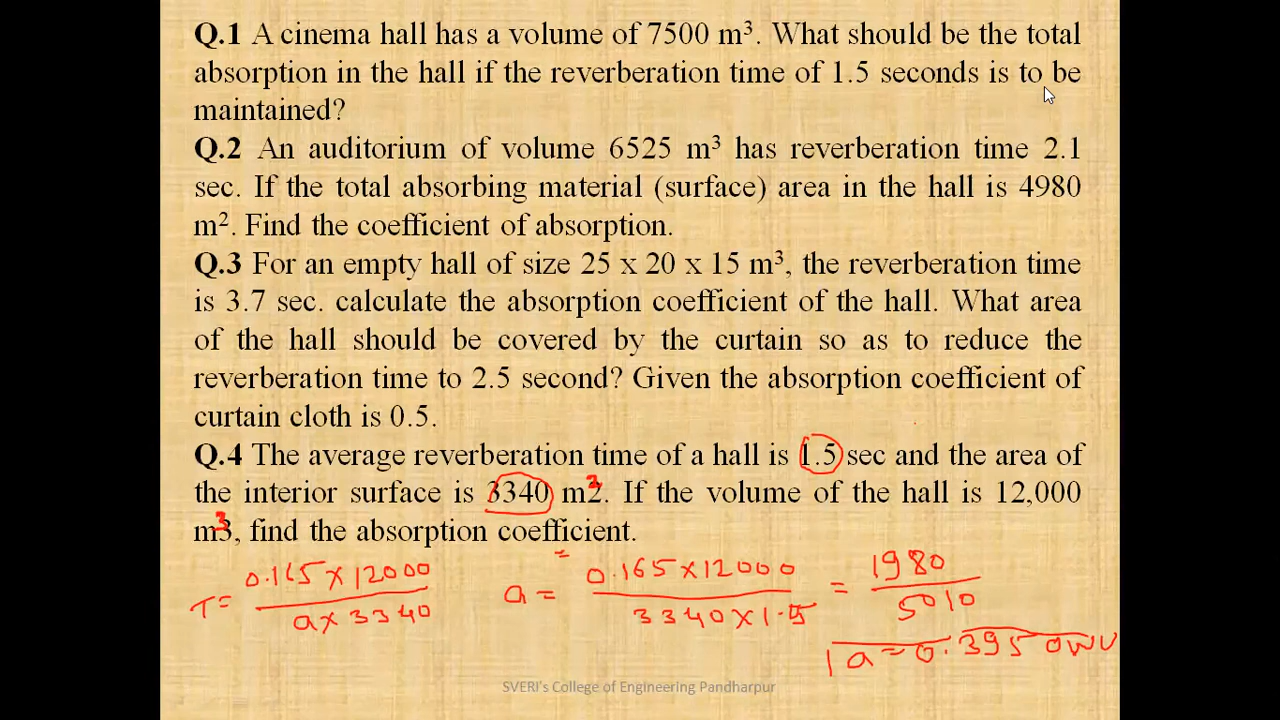 Q.1 A cinema hall has a volume of 7500 m³. What should be the total
absorption in the hall if the reverberation time of 1.5 seconds is to be
maintained?
Q.2 An auditorium of volume 6525 m³ has reverberation time 2.1
sec. If the total absorbing material (surface) area in the hall is 4980
m². Find the coefficient of absorption.
Q.3 For an empty hall of size 25 x 20 x 15 m³, the reverberation time
is 3.7 sec. calculate the absorption coefficient of the hall. What area
of the hall should be covered by the curtain so as to reduce the
reverberation time to 2.5 second? Given the absorption coefficient of
curtain cloth is 0.5.
Q.4 The average reverberation time of a hall is 1.5 sec and the area of
the interior surface is 3340 m2. If the volume of the hall is 12,000
m3, find the absorption coefficient.
T = 0.165 x 12000 / a x 3340
a = 0.165 x 12000 / 3340 x 1.5 = 1980 / 5010
a = 0.395 OWU
SVERI's College of Engineering Pandharpur